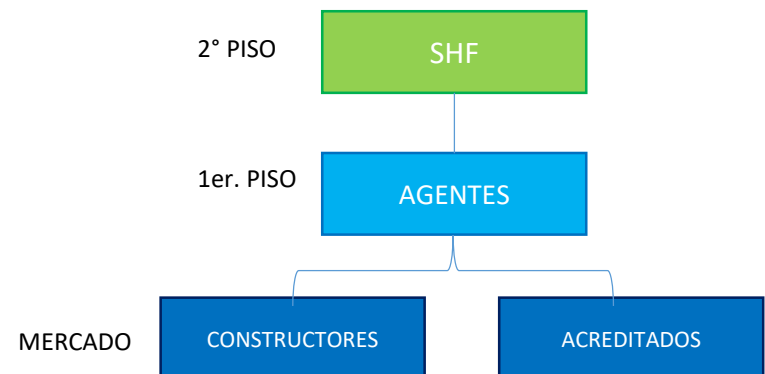 2° PISO
SHF
1er. PISO
AGENTES
MERCADO
CONSTRUCTORES
ACREDITADOS